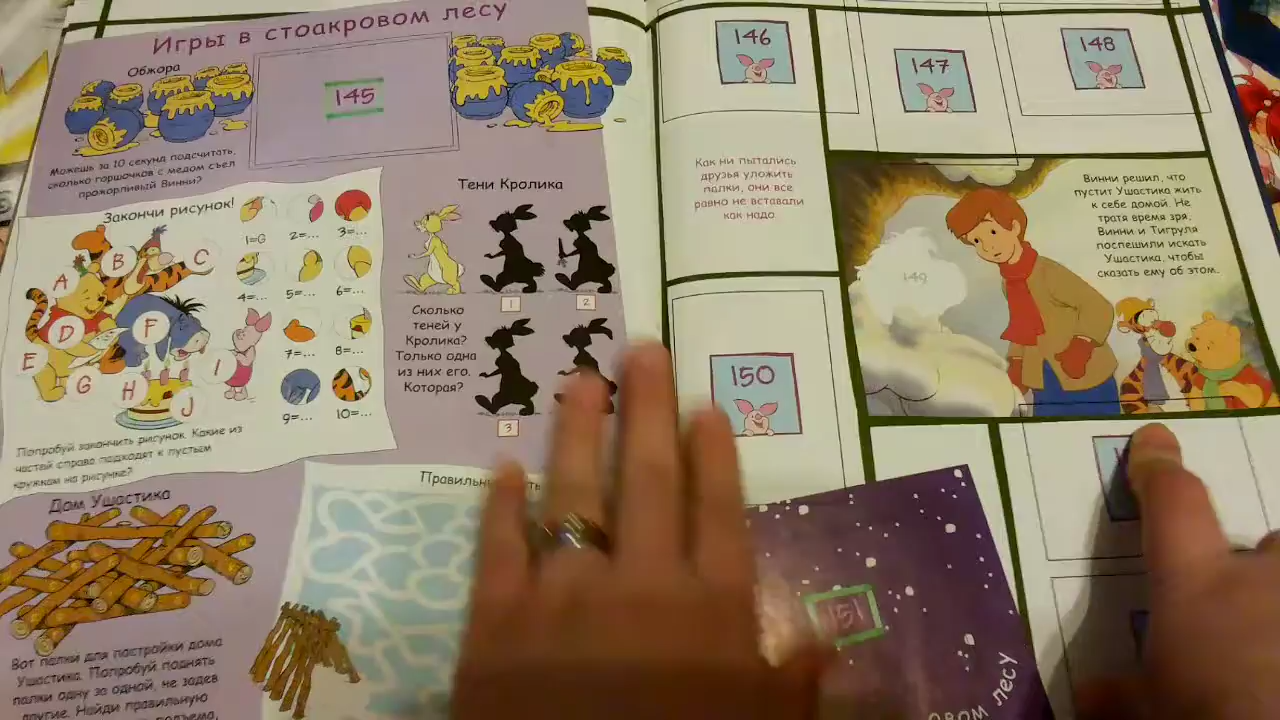 Игры в стоакровом лесу
Обжора
145
Можешь за 10 секунд подсчитать,
сколько горшочков с медом съел
прожорливый Винни?
Закончи рисунок!
A
B
C
D
E
F
G
H
I
J
1=G
2=...
3=...
4=...
5=...
6=...
7=...
8=...
9=...
10=...
Попробуй закончить рисунок. Какие из
частей справа подходят к пустым
кружкам на рисунке?
Тени Кролика
1
2
3
Сколько
теней у
Кролика?
Только одна
из них его.
Которая?
Дом Ушастика
Вот палки для постройки дома
Ушастика. Попробуй поднять
палки одну за одной, не задев
другие. Найди правильную
146
147
148
Как ни пытались
друзья уложить
палки, они все
равно не вставали
как надо.
149
Винни решил, что
пустит Ушастика жить
к себе домой. Не
тратя время зря,
Винни и Тигруля
поспешили искать
Ушастика, чтобы
сказать ему об этом.
150
151
лесу